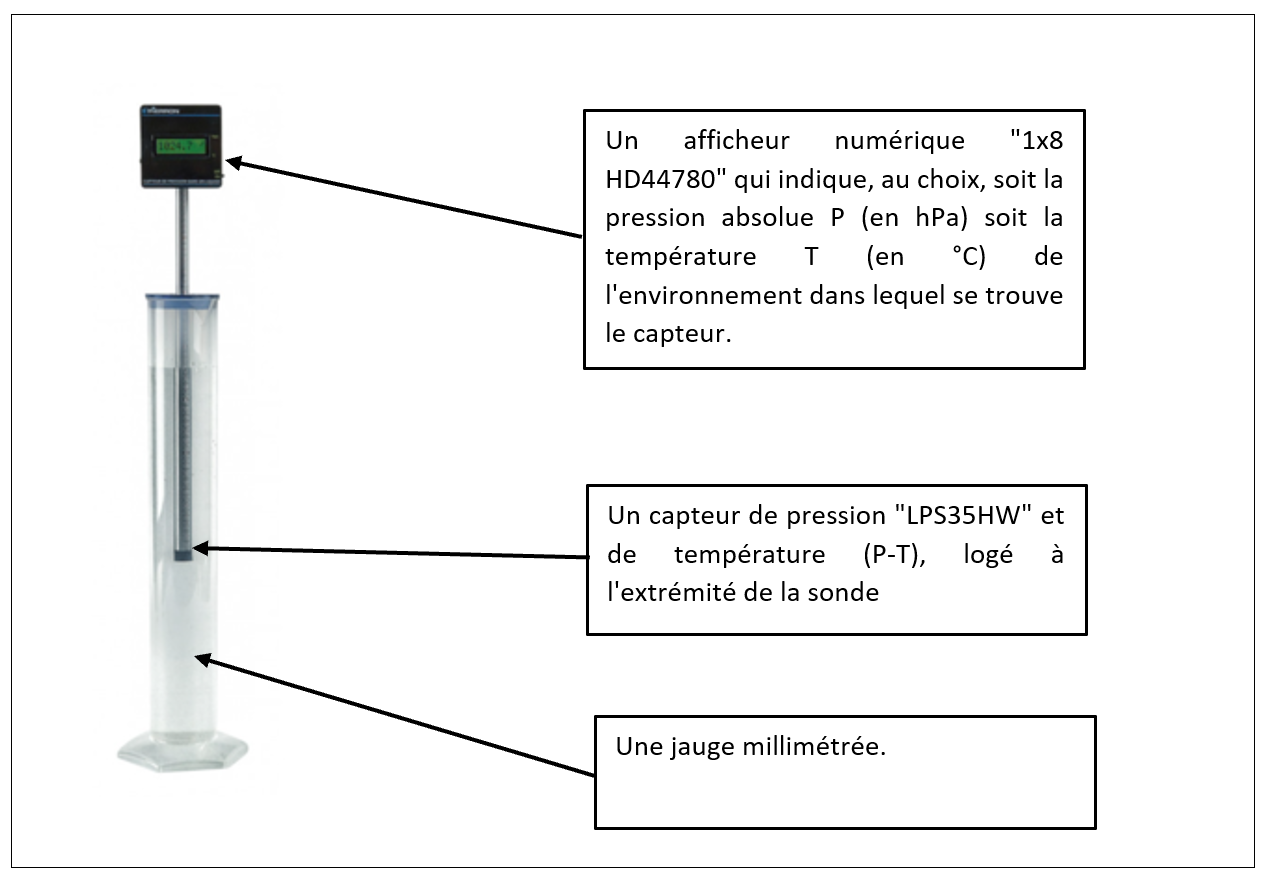 1024.7
Un afficheur numérique "1x8
HD44780" qui indique, au choix, soit la
pression absolue P (en hPa) soit la
température T (en °C) de
l'environnement dans lequel se trouve
le capteur.
Un capteur de pression "LPS35HW" et
de température (P-T), logé à
l'extrémité de la sonde
Une jauge millimétrée.